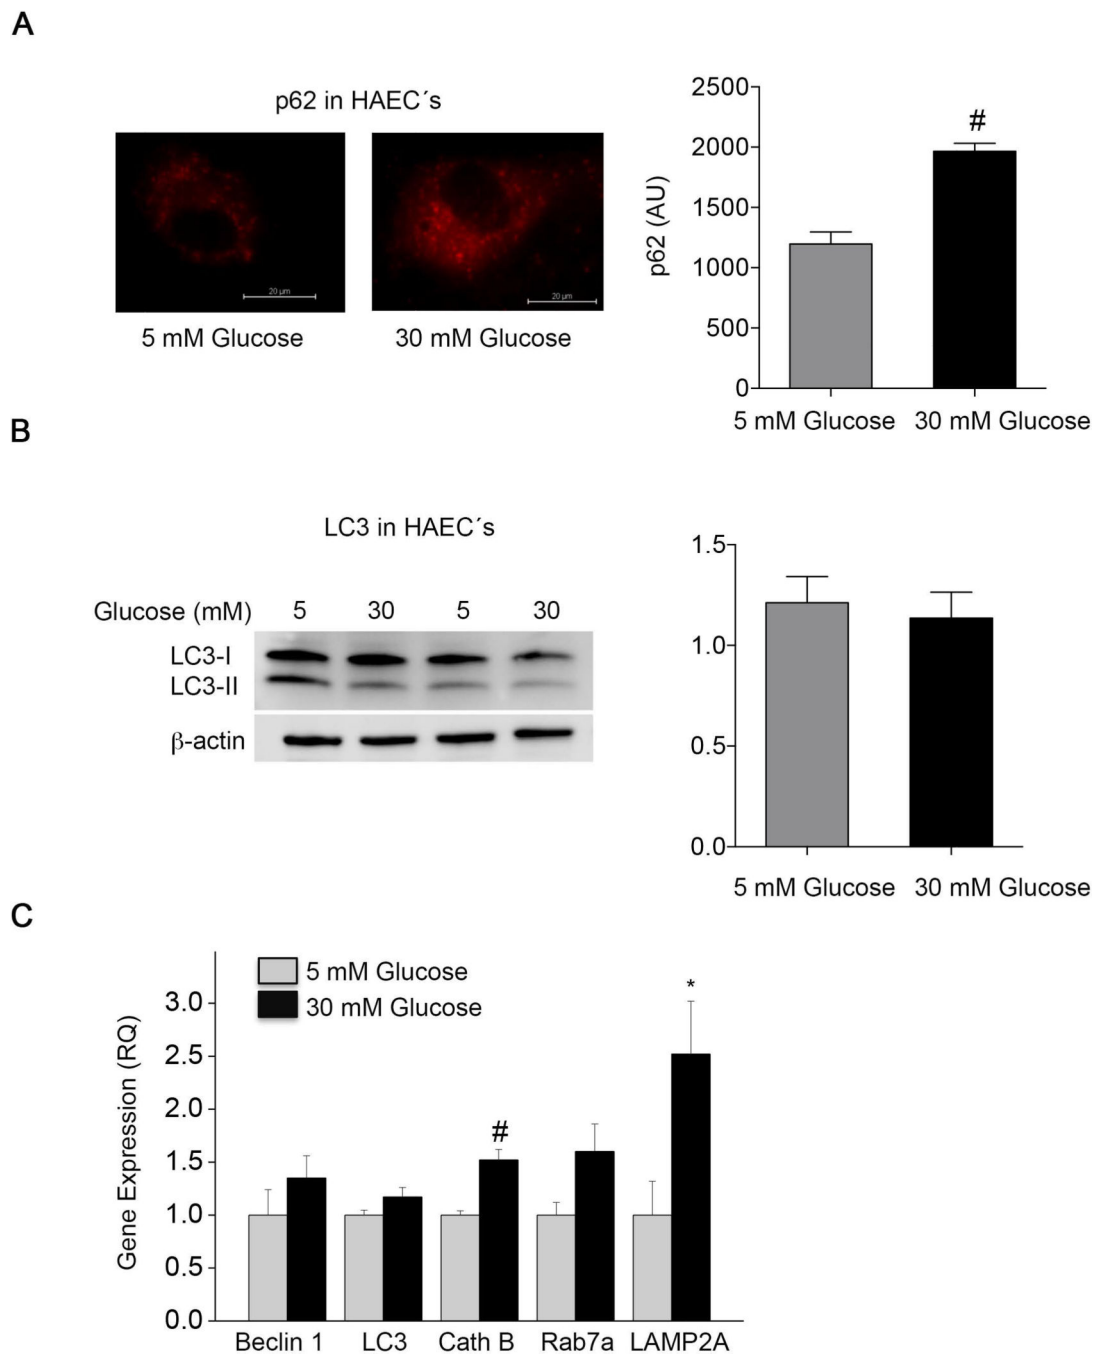 A
p62 in HAEC´s
20 µm
20 µm
5 mM Glucose
30 mM Glucose
p62 (AU)
2500
2000
1500
1000
500
0
#
5 mM Glucose
30 mM Glucose
B
LC3 in HAEC´s
Glucose (mM) 5 30 5 30
LC3-I
LC3-II
β-actin
1.5
1.0
0.5
0.0
5 mM Glucose
30 mM Glucose
C
5 mM Glucose
30 mM Glucose
Gene Expression (RQ)
3.0
2.5
2.0
1.5
1.0
0.5
0.0
#
*
Beclin 1 LC3 Cath B Rab7a LAMP2A